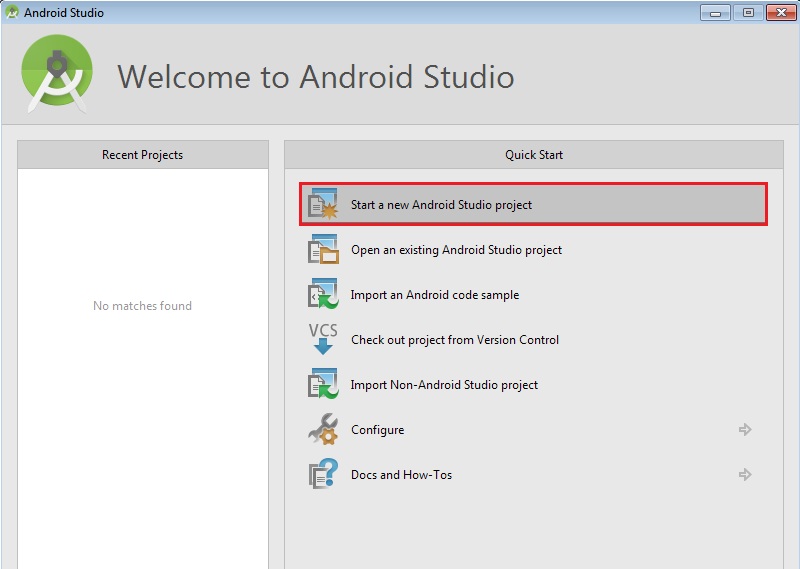 Android Studio
Welcome to Android Studio
Recent Projects
No matches found
Quick Start
Start a new Android Studio project
Open an existing Android Studio project
Import an Android code sample
VCS
Check out project from Version Control
Import Non-Android Studio project
Configure
Docs and How-Tos